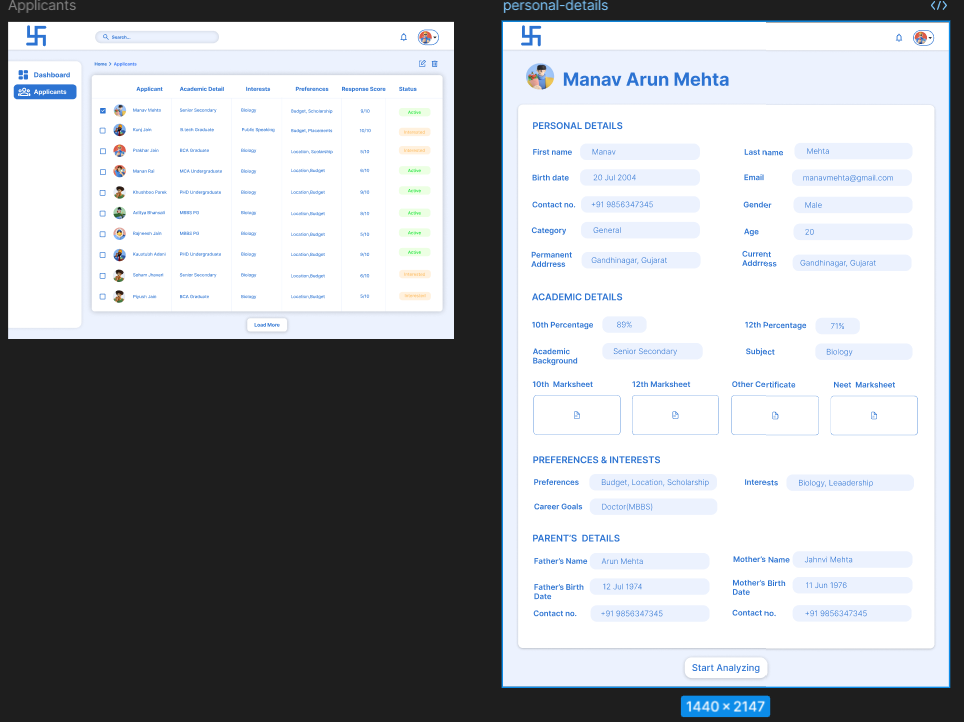 Applicants
Search...
Dashboard
Applicants
Home > Applicants
Applicant Academic Detail Interests Preferences Response Score Status
Manav Mehta Senior Secondary Biology Budget, Scholarship 9/10 Active
Kunj Jain B.tech Graduate Public Speaking Budget, Placements 10/10 Interested
Prakhar Jain BCA Graduate Biology Location, Scolarship 6/10 Interested
Manan Rai MCA Undergraduate Biology Location,Budget 8/10 Active
Khushboo Parek PHD Undergraduate Biology Location,Budget 9/10 Active
Aditya Bhansali MBBS PG Biology Location,Budget 8/10 Active
Rajneem Jain MBBS PG Biology Location,Budget 5/10 Active
Kaustubh Adani PHD Undergraduate Biology Location,Budget Active
Soham Jhaveri Senior Secondary Biology Location,Budget 6/10 Interested
Piyush Jain BCA Graduate Biology Location,Budget 5/10 Interested
Load More
personal-details
</>
Manav Arun Mehta
PERSONAL DETAILS
First name Manav Last name Mehta
Birth date 20 Jul 2004 Email manavmehta@gmail.com
Contact no. +91 9856347345 Gender Male
Category General Age 20
Permanent
Addrress Gandhinagar, Gujarat Current
Addrress Gandhinagar, Gujarat
ACADEMIC DETAILS
10th Percentage 89% 12th Percentage 71%
Academic
Background Senior Secondary Subject Biology
10th Marksheet 12th Marksheet Other Certificate Neet Marksheet
PREFERENCES & INTERESTS
Preferences Budget, Location, Scholarship Interests Biology, Leaadership
Career Goals Doctor(MBBS)
PARENT'S DETAILS
Father's Name Arun Mehta Mother's Name Jahnvi Mehta
Father's Birth
Date 12 Jul 1974 Mother's Birth
Date 11 Jun 1976
Contact no. +91 9856347345 Contact no. +91 9856347345
Start Analyzing
1440 × 2147